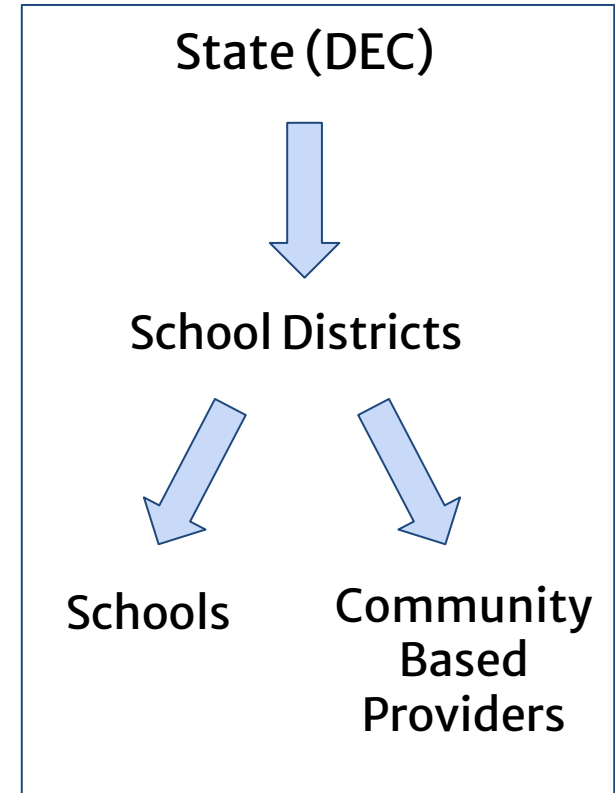 State (DEC)
School Districts
Schools
Community
Based
Providers